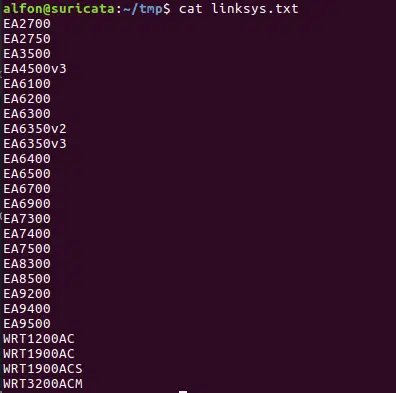 alfon@suricata:~/tmp$ cat linksys.txt
EA2700
EA2750
EA3500
EA4500v3
EA6100
EA6200
EA6300
EA6350v2
EA6350v3
EA6400
EA6500
EA6700
EA6900
EA7300
EA7400
EA7500
EA8300
EA8500
EA9200
EA9400
EA9500
WRT1200AC
WRT1900AC
WRT1900ACS
WRT3200ACM